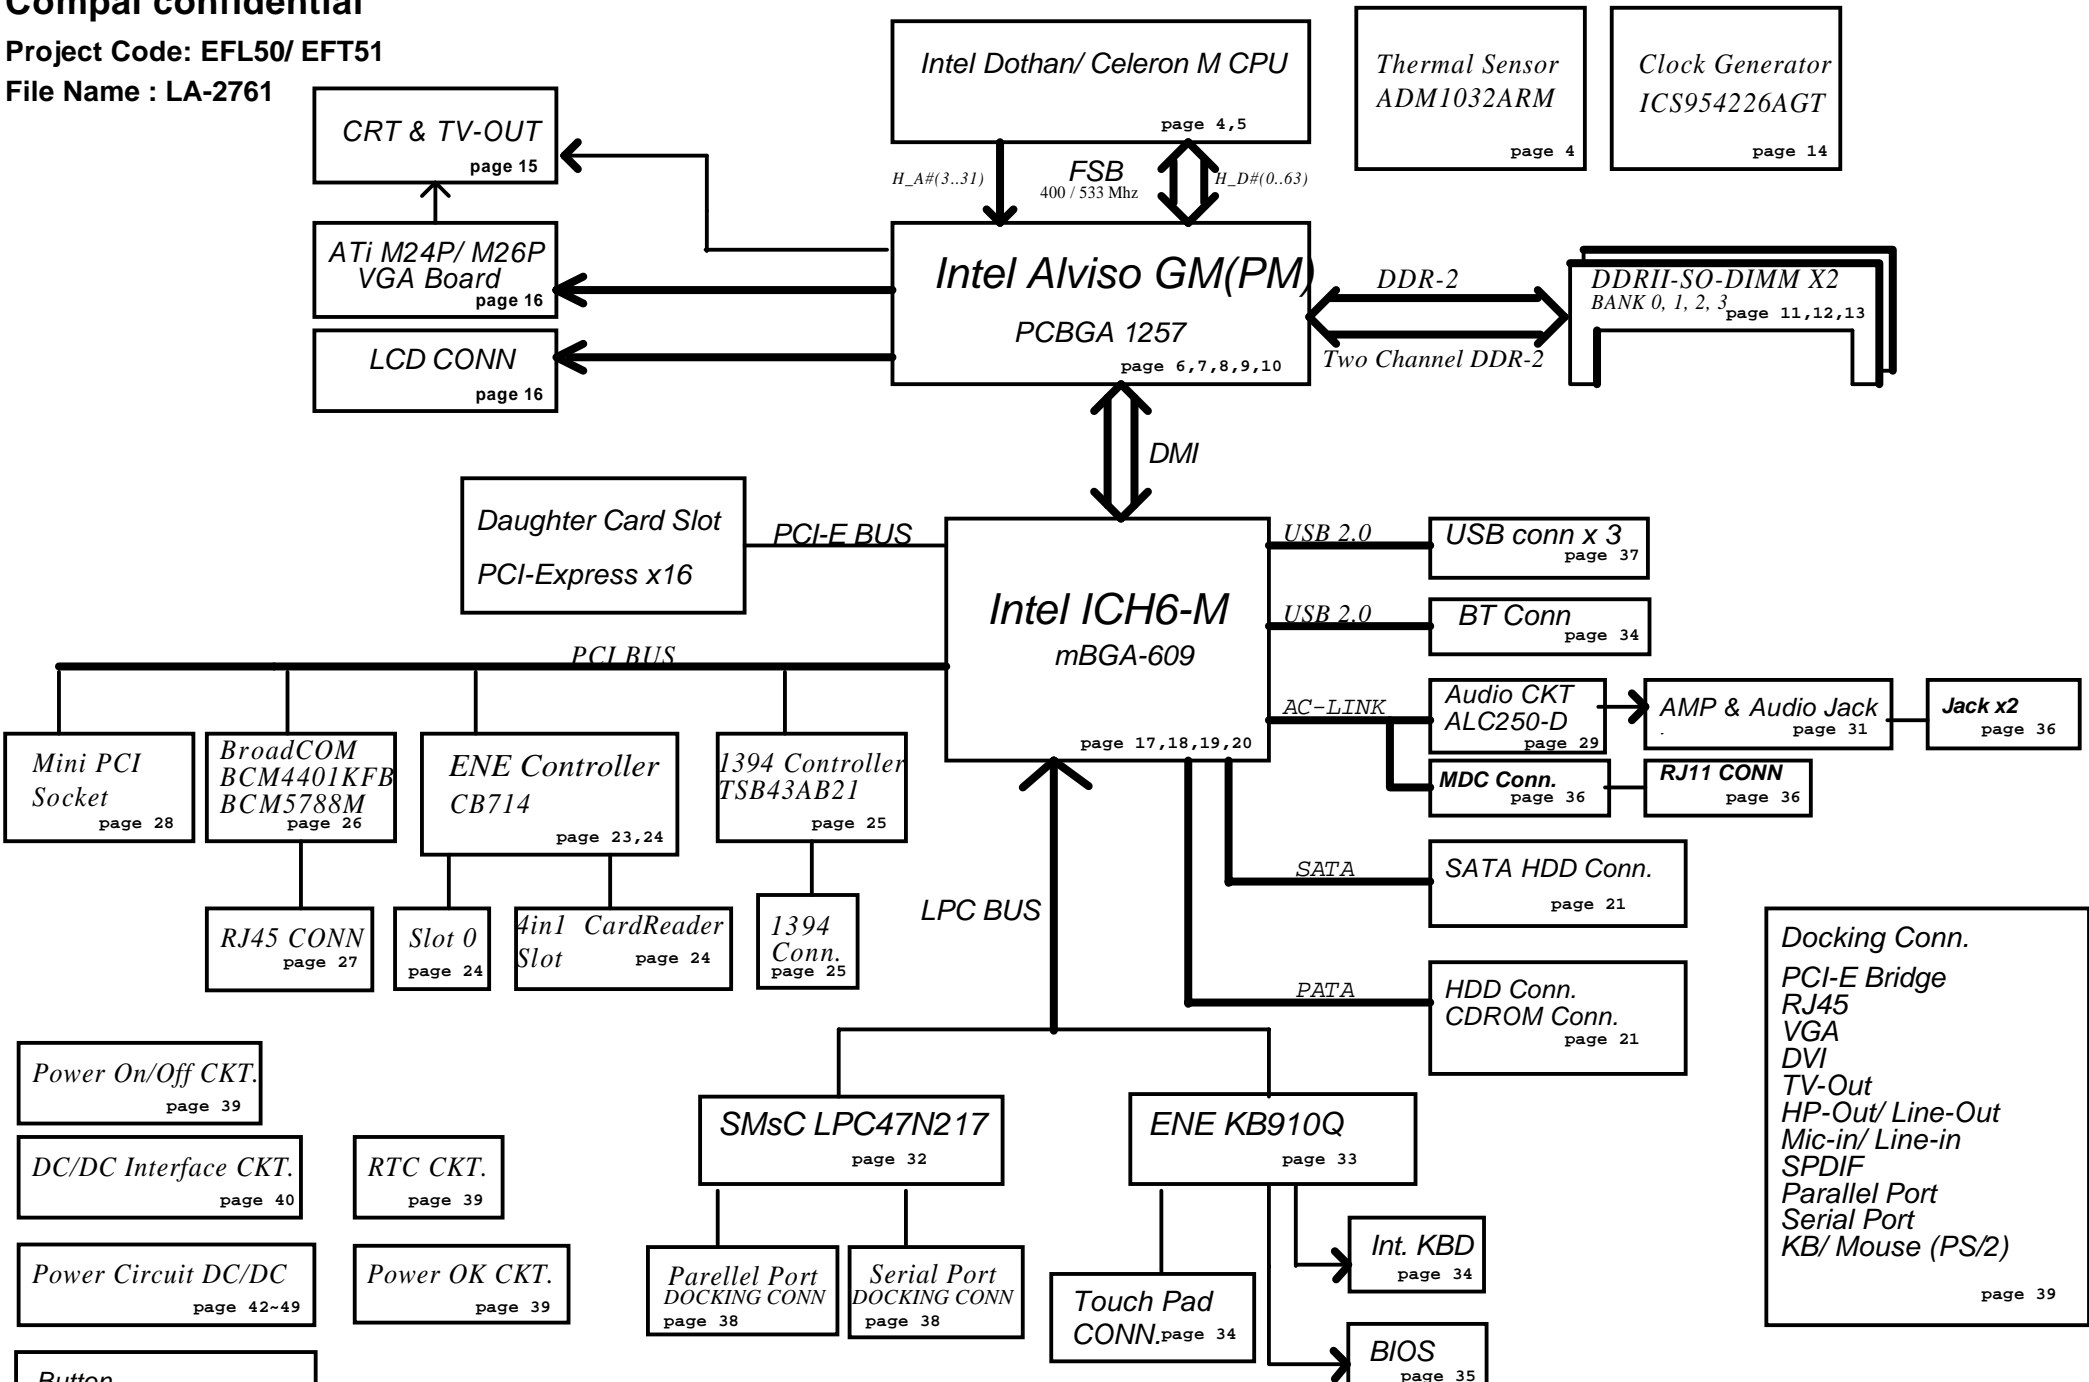 Compal confidential
Project Code: EFL50/ EFT51
File Name : LA-2761
Intel Dothan/ Celeron M CPU
page 4,5
Thermal Sensor
ADM1032ARM
page 4
Clock Generator
ICS954226AGT
page 14
CRT & TV-OUT
page 15
H_A#(3..31)
FSB
400 / 533 Mhz
H_D#(0..63)
ATi M24P/ M26P
VGA Board
page 16
LCD CONN
page 16
Intel Alviso GM(PM)
PCBGA 1257
page 6,7,8,9,10
DDR-2
Two Channel DDR-2
DDRII-SO-DIMM X2
BANK 0, 1, 2, 3
page 11,12,13
DMI
Daughter Card Slot
PCI-Express x16
PCI-E BUS
Intel ICH6-M
mBGA-609
page 17,18,19,20
USB 2.0
USB conn x 3
page 37
USB 2.0
BT Conn
page 34
PCI BUS
AC-LINK
Audio CKT
ALC250-D
page 29
AMP & Audio Jack
page 31
Jack x2
page 36
MDC Conn.
page 36
RJ11 CONN
page 36
Mini PCI
Socket
page 28
BroadCOM
BCM4401KFB
BCM5788M
page 26
ENE Controller
CB714
page 23,24
1394 Controller
TSB43AB21
page 25
RJ45 CONN
page 27
Slot 0
page 24
4in1 CardReader
Slot
page 24
1394
Conn.
page 25
LPC BUS
SATA
SATA HDD Conn.
page 21
PATA
HDD Conn.
CDROM Conn.
page 21
Docking Conn.
PCI-E Bridge
RJ45
VGA
DVI
TV-Out
HP-Out/ Line-Out
Mic-in/ Line-in
SPDIF
Parallel Port
Serial Port
KB/ Mouse (PS/2)
page 39
Power On/Off CKT.
page 39
DC/DC Interface CKT.
page 40
RTC CKT.
page 39
Power Circuit DC/DC
page 42~49
Power OK CKT.
page 39
SMsC LPC47N217
page 32
ENE KB910Q
page 33
Parellel Port
DOCKING CONN
page 38
Serial Port
DOCKING CONN
page 38
Touch Pad
CONN.
page 34
Int. KBD
page 34
BIOS
page 35
Button